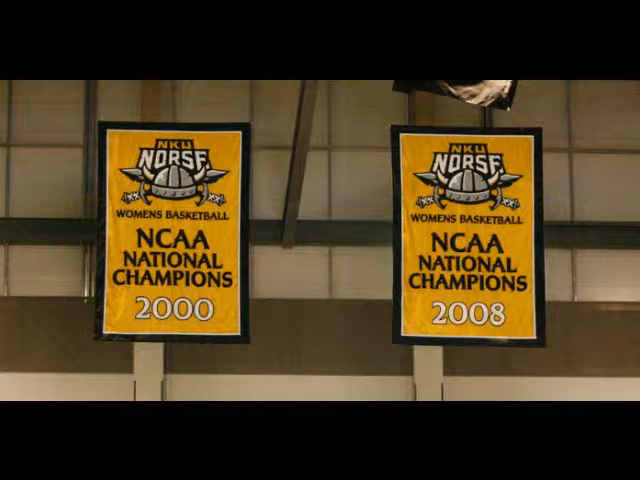 NKU
NORSE
WOMENS BASKETBALL
NCAA
NATIONAL
CHAMPIONS
2000
NKU
NORSE
WOMENS BASKETBALL
NCAA
NATIONAL
CHAMPIONS
2008